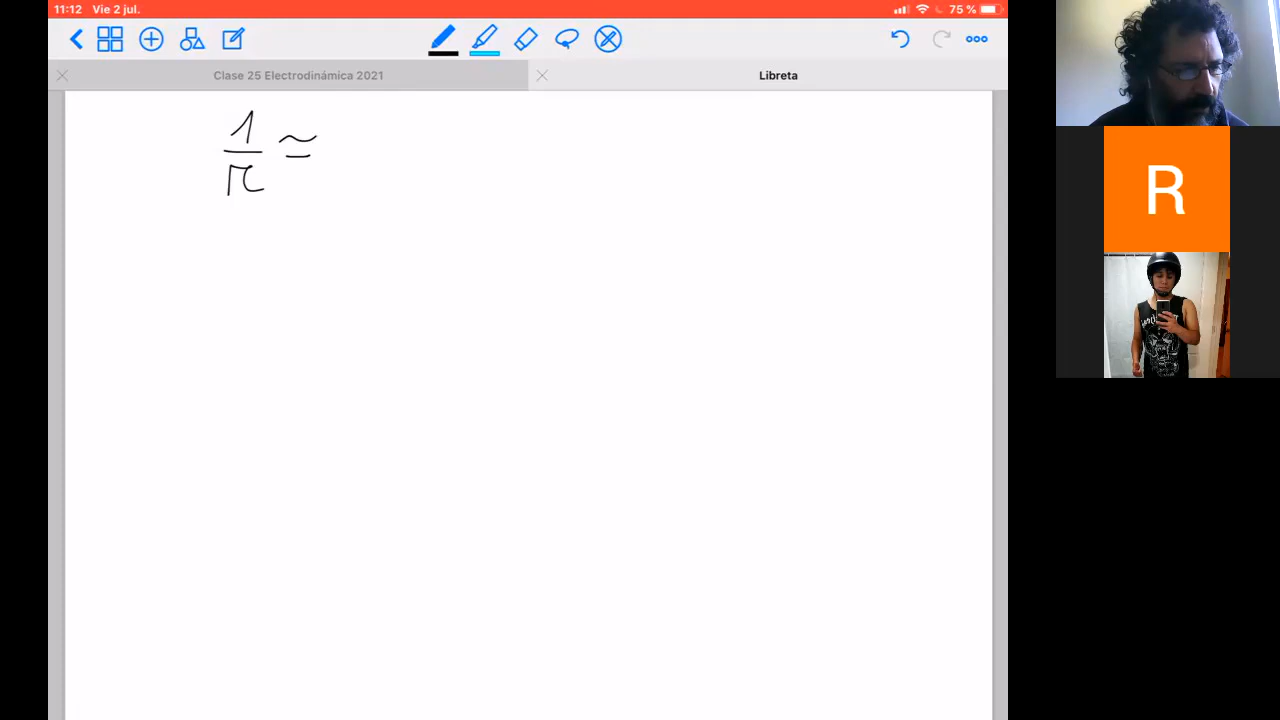 11:12 Vie 2 jul. 75 %
Clase 25 Electrodinámica 2021 Libreta
1/π ≃
R